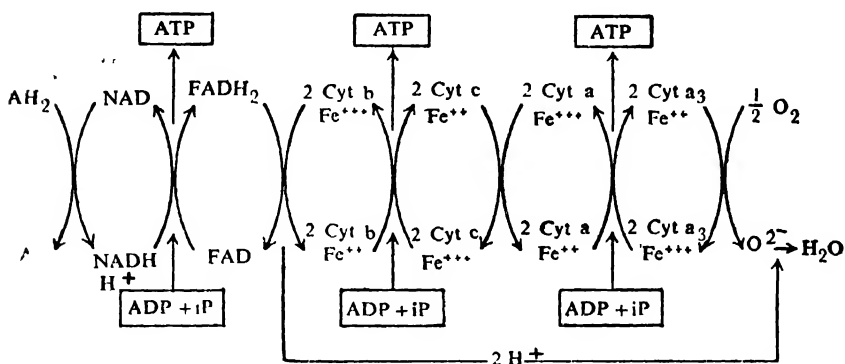 ATP ATP ATP
AH₂ NAD FADH₂ 2 Cyt b 2 Cyt c 2 Cyt a 2 Cyt a₃ ½ O₂
Fe⁺⁺⁺ Fe⁺⁺ Fe⁺⁺⁺ Fe⁺⁺
A NADH FAD 2 Cyt b 2 Cyt c 2 Cyt a 2 Cyt a₃ O²⁻ H₂O
H⁺ Fe⁺⁺ Fe⁺⁺⁺ Fe⁺⁺ Fe⁺⁺⁺
ADP + iP ADP + iP ADP + iP
2 H⁺